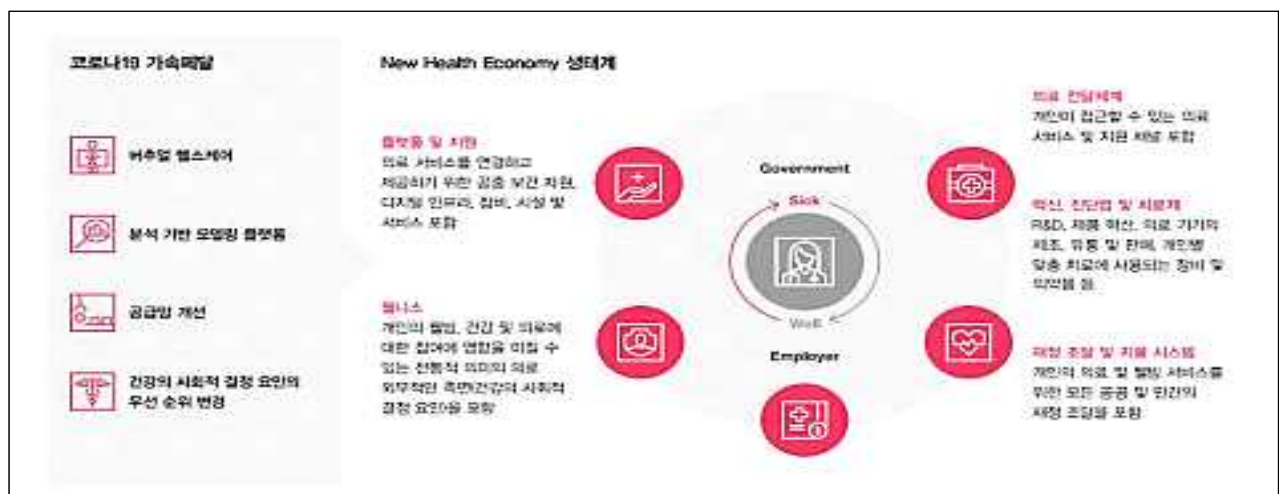 코로나19 가속페달
버추얼 헬스케어
분석 기반 모델링 플랫폼
공급망 개선
건강의 사회적 결정 요인의
우선 순위 변경
New Health Economy 생태계
플랫폼 및 지원
의료 서비스를 연결하고
제공하기 위한 공중 보건 자원,
디지털 인프라, 장비, 시설 및
서비스 포함
웰니스
개인의 웰빙, 건강 및 의료에
대한 참여에 영향을 미칠 수
있는 전통적 의미의 의료
외부적인 측면(건강의 사회적
결정 요인)을 포함
Government
Sick
Well
Employer
의료 전달체계
개인이 접근할 수 있는 의료
서비스 및 지원 채널 포함
혁신, 진단법 및 치료제
R&D, 제품 혁신, 의료 기기의
제조, 유통 및 판매, 개인별
맞춤 치료에 사용되는 장비 및
의약품 등
재정 조달 및 지불 시스템
개인의 의료 및 웰빙 서비스를
위한 모든 공공 및 민간의
재정 조달을 포함